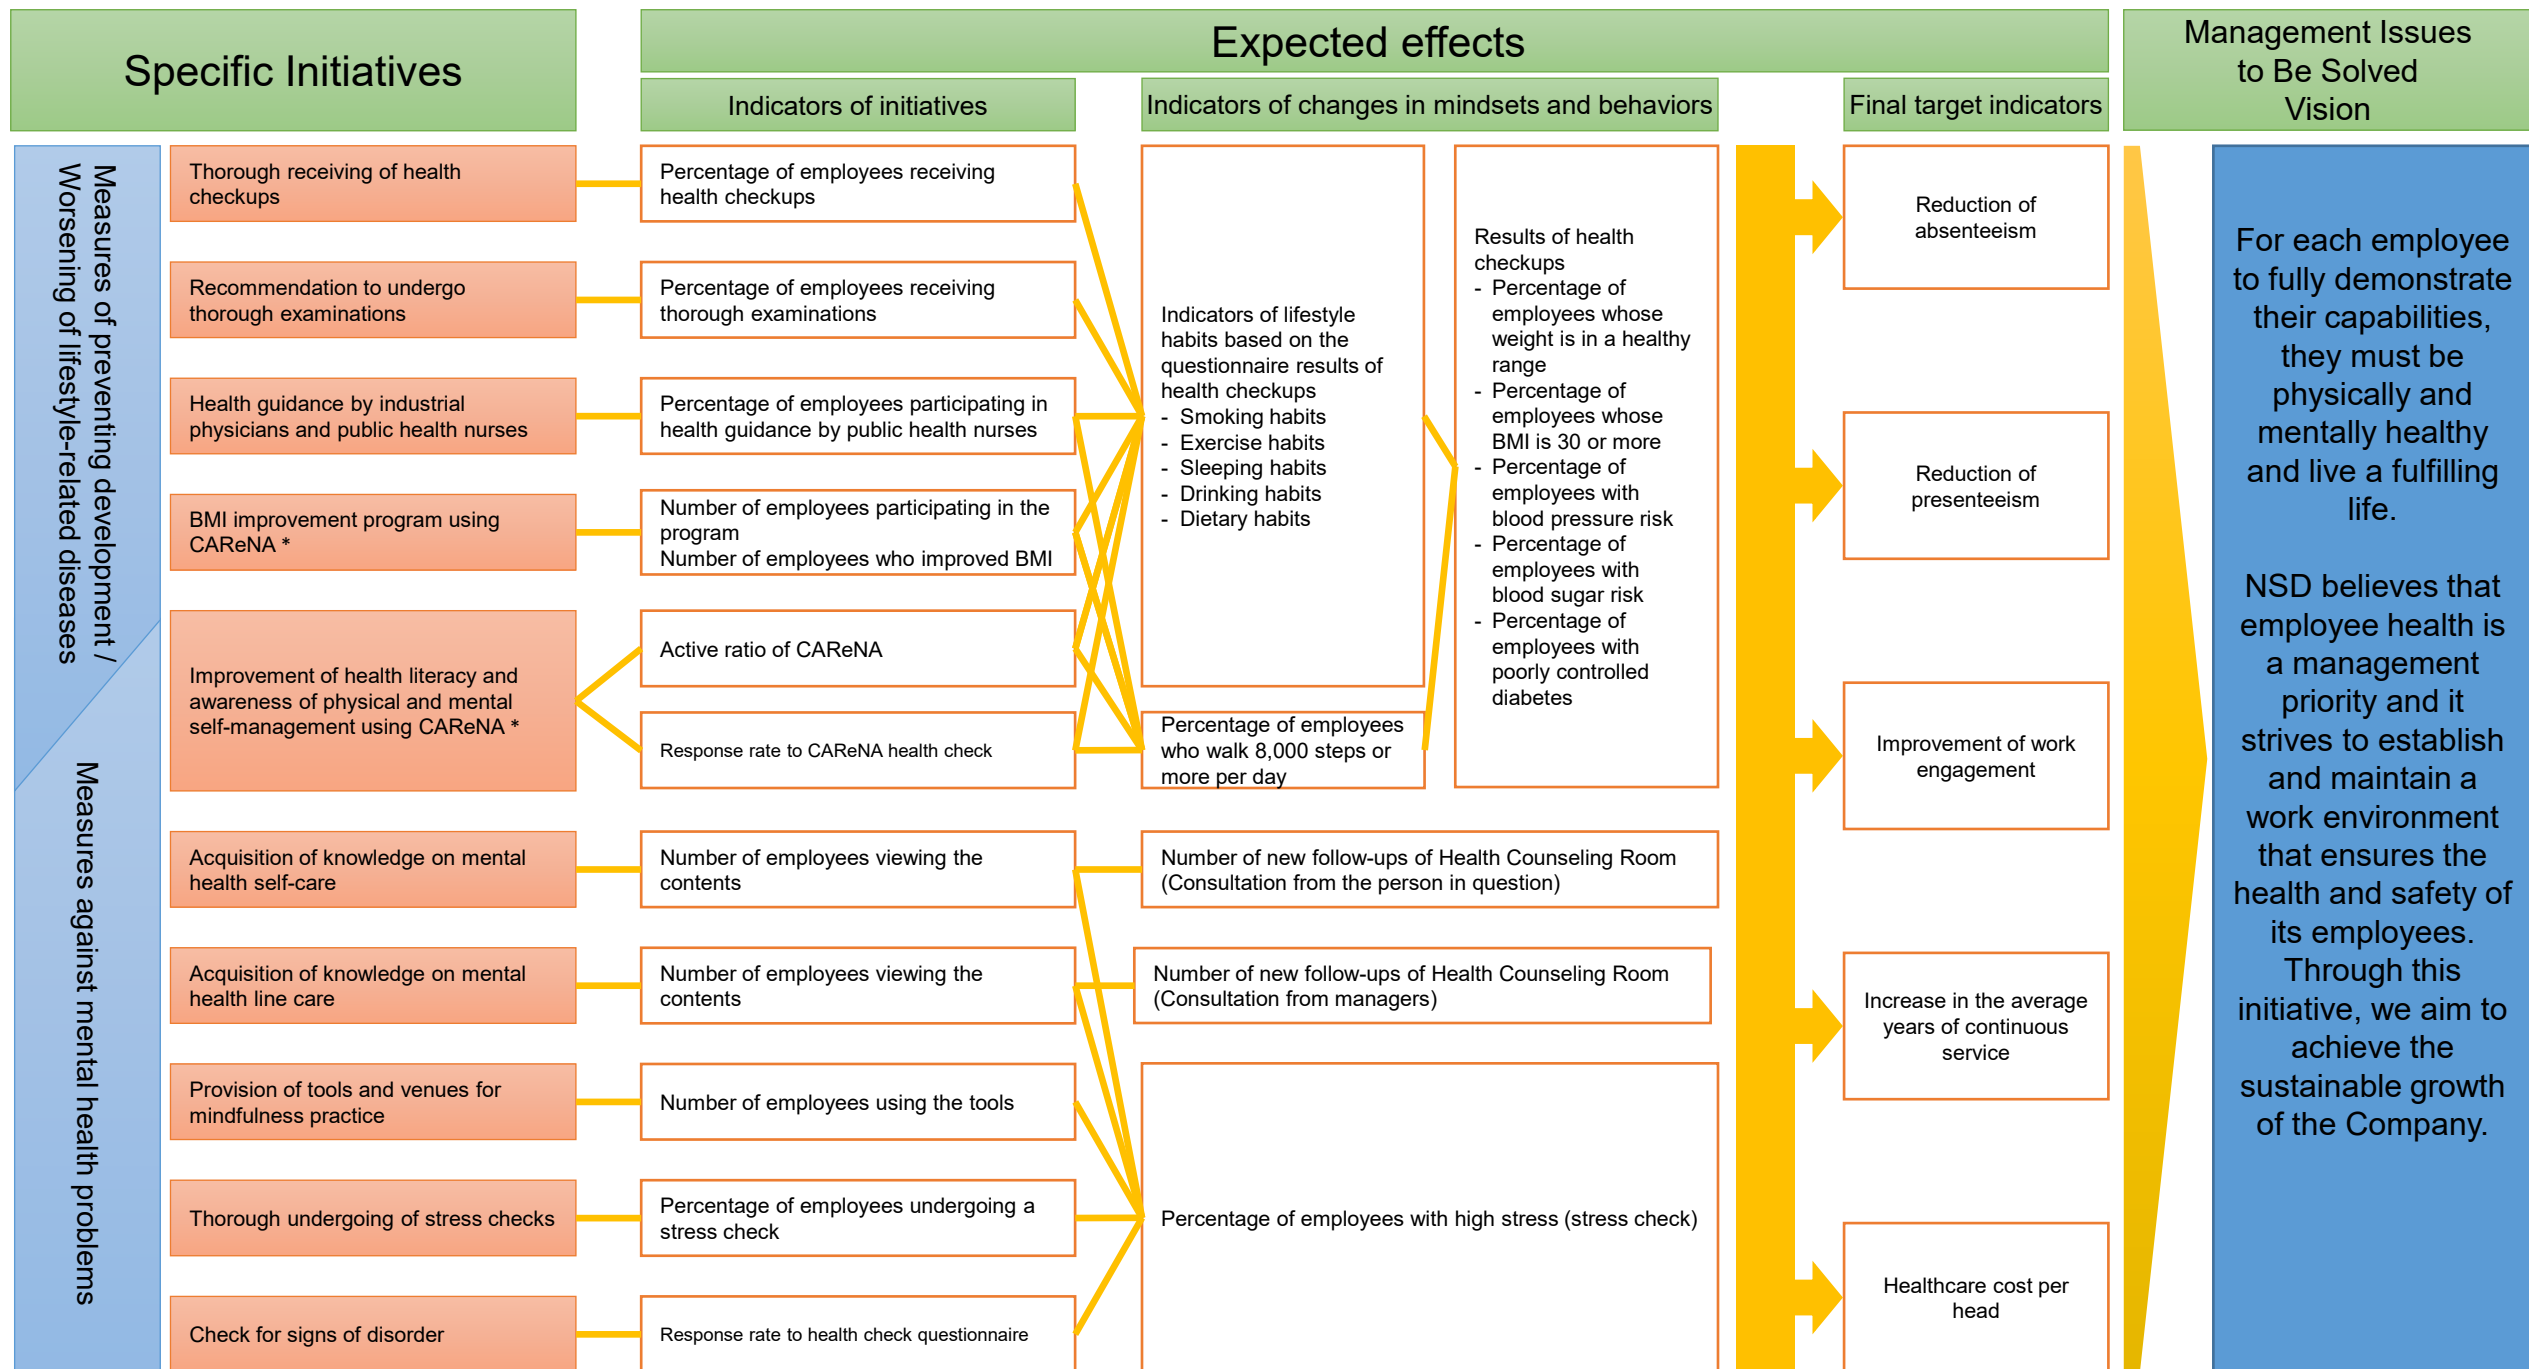 Specific Initiatives
Expected effects
Management Issues
to Be Solved
Vision
Indicators of initiatives
Indicators of changes in mindsets and behaviors
Final target indicators
Measures of preventing development /
Worsening of lifestyle-related diseases
Measures against mental health problems
Thorough receiving of health
checkups
Recommendation to undergo
thorough examinations
Health guidance by industrial
physicians and public health nurses
BMI improvement program using
CAReNA *
Improvement of health literacy and
awareness of physical and mental
self-management using CAReNA *
Acquisition of knowledge on mental
health self-care
Acquisition of knowledge on mental
health line care
Provision of tools and venues for
mindfulness practice
Thorough undergoing of stress checks
Check for signs of disorder
Percentage of employees receiving
health checkups
Percentage of employees receiving
thorough examinations
Percentage of employees participating in
health guidance by public health nurses
Number of employees participating in the
program
Number of employees who improved BMI
Active ratio of CAReNA
Response rate to CAReNA health check
Number of employees viewing the
contents
Number of employees viewing the
contents
Number of employees using the tools
Percentage of employees undergoing a
stress check
Response rate to health check questionnaire
Indicators of lifestyle
habits based on the
questionnaire results of
health checkups
- Smoking habits
- Exercise habits
- Sleeping habits
- Drinking habits
- Dietary habits
Percentage of employees
who walk 8,000 steps or
more per day
Results of health
checkups
- Percentage of
employees whose
weight is in a healthy
range
- Percentage of
employees whose
BMI is 30 or more
- Percentage of
employees with
blood pressure risk
- Percentage of
employees with
blood sugar risk
- Percentage of
employees with
poorly controlled
diabetes
Number of new follow-ups of Health Counseling Room
(Consultation from the person in question)
Number of new follow-ups of Health Counseling Room
(Consultation from managers)
Percentage of employees with high stress (stress check)
Reduction of
absenteeism
Reduction of
presenteeism
Improvement of work
engagement
Increase in the average
years of continuous
service
Healthcare cost per
head
For each employee
to fully demonstrate
their capabilities,
they must be
physically and
mentally healthy
and live a fulfilling
life.
NSD believes that
employee health is
a management
priority and it
strives to establish
and maintain a
work environment
that ensures the
health and safety of
its employees.
Through this
initiative, we aim to
achieve the
sustainable growth
of the Company.